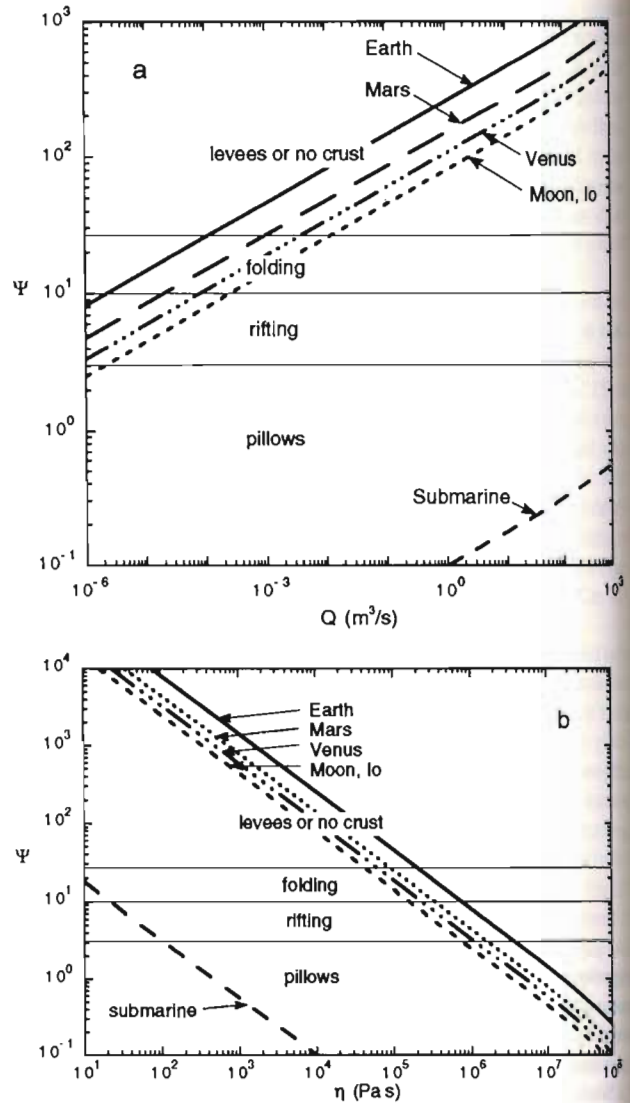 a
10³
10²
10¹
10⁰
10⁻¹
Ψ
Earth
Mars
levees or no crust
Venus
Moon, Io
folding
rifting
pillows
Submarine
10⁻⁶
10⁻³
10⁰
10³
Q (m³/s)
b
10⁴
10³
10²
10¹
10⁰
10⁻¹
Ψ
Earth
Mars
Venus
Moon, Io
levees or no crust
folding
rifting
pillows
submarine
10¹
10²
10³
10⁴
10⁵
10⁶
10⁷
10⁸
η (Pa s)